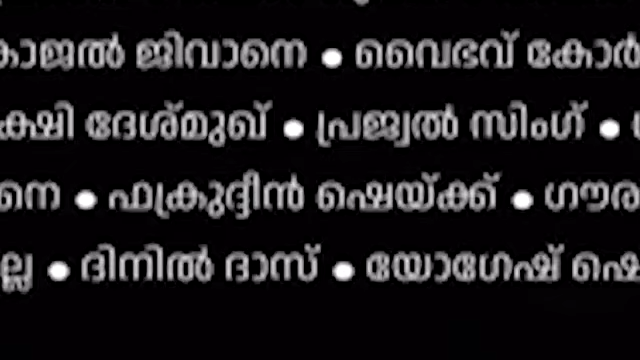 കാജൽ ജിവാനെ ● വൈഭവ് കോർ
ക്ഷി ദേശ്മുഖ് ● പ്രജ്വൽ സിംഗ് ●
നെ ● ഫക്രുദ്ദീൻ ഷെയ്ക്ക് ● ഗൗര
ല്ല ● ദിനിൽ ദാസ് ● യോഗേഷ് ഷെ